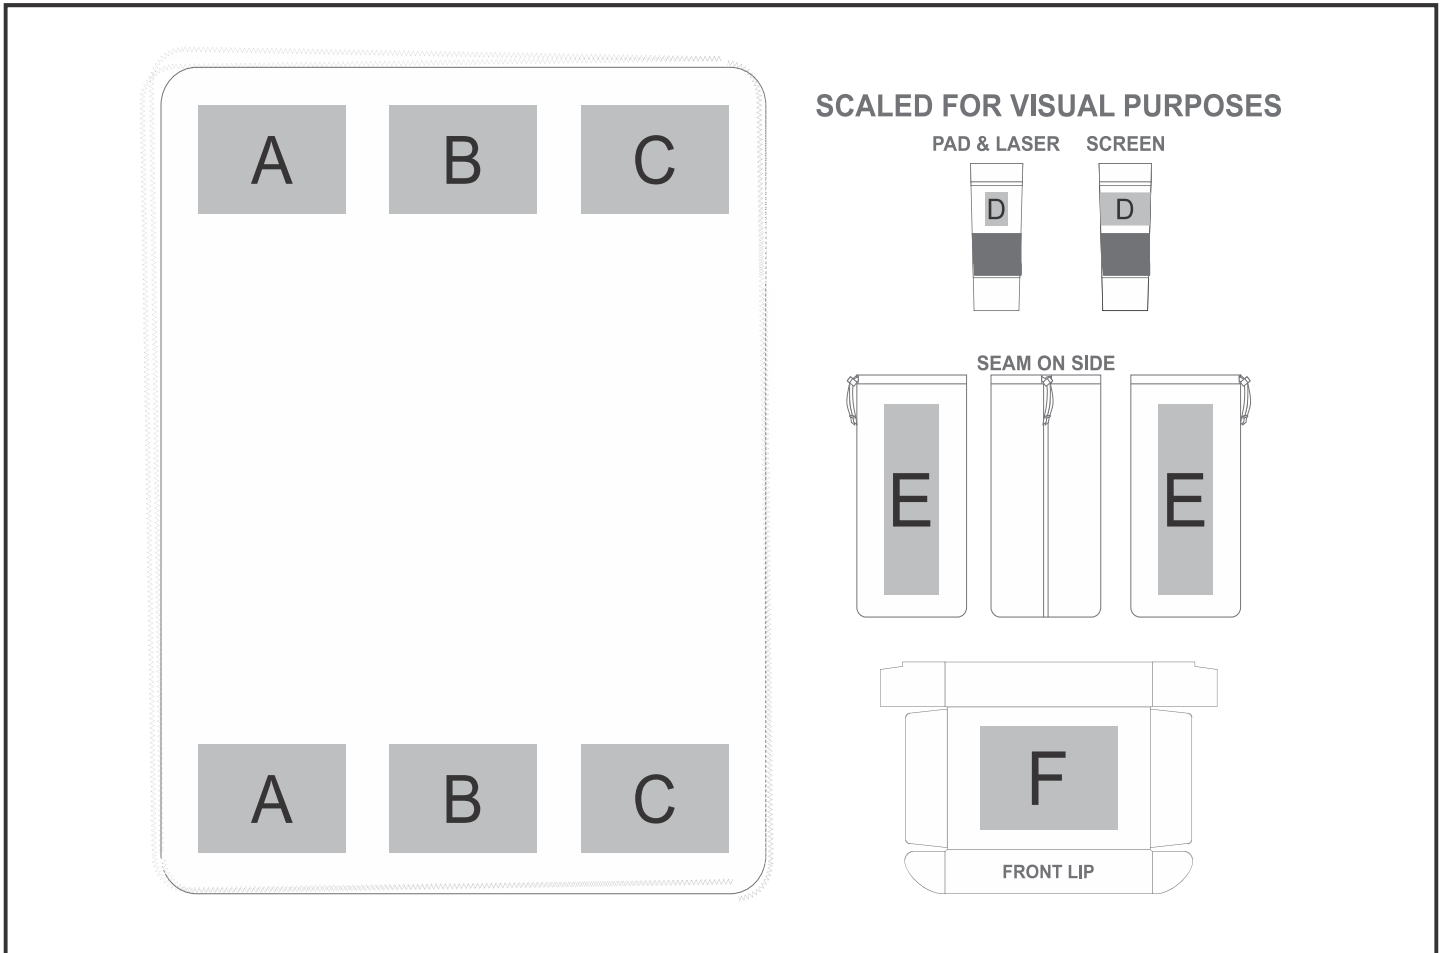 A B C
SCALED FOR VISUAL PURPOSES
PAD & LASER SCREEN
D D
SEAM ON SIDE
E E
F
A B C
FRONT LIP